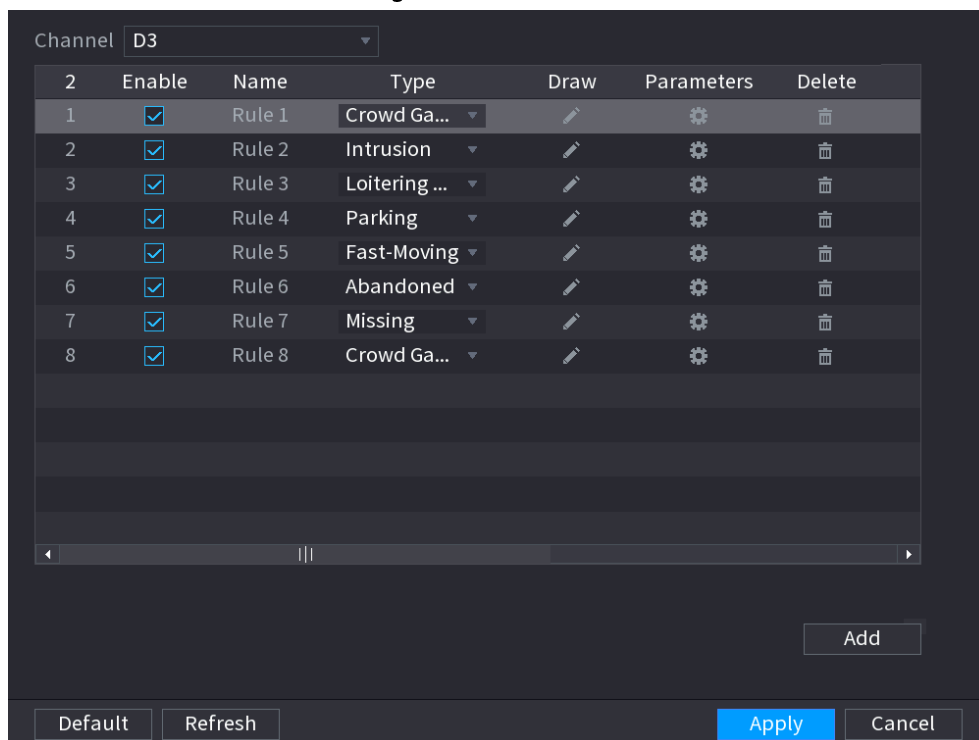 Channel D3
2 Enable Name Type Draw Parameters Delete
1 Rule 1 Crowd Ga...
2 Rule 2 Intrusion
3 Rule 3 Loitering ...
4 Rule 4 Parking
5 Rule 5 Fast-Moving
6 Rule 6 Abandoned
7 Rule 7 Missing
8 Rule 8 Crowd Ga...
Add
Default Refresh Apply Cancel